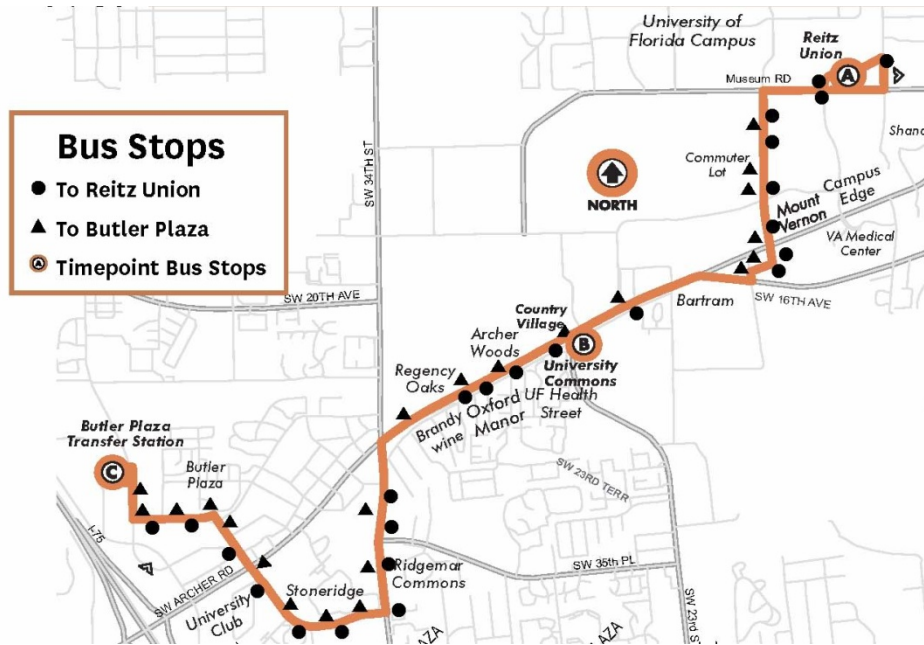 University of
Florida Campus
Reitz
Union
A
Museum RD
Bus Stops
To Reitz Union
To Butler Plaza
A Timepoint Bus Stops
SW 34TH ST
NORTH
Commuter
Lot
Campus
Edge
Mount
Vernon
VA Medical
Center
Bartram
SW 16TH AVE
SW 20TH AVE
Country
Village
Archer
Woods
B
University
Commons
Regency
Oaks
Brandy
wine
Oxford
Manor
UF Health
Street
Butler Plaza
Transfer Station
C
Butler
Plaza
SW 23RD TERR
I-75
SW ARCHER RD
SW 35th PL
Ridgemar
Commons
Stoneridge
University
Club